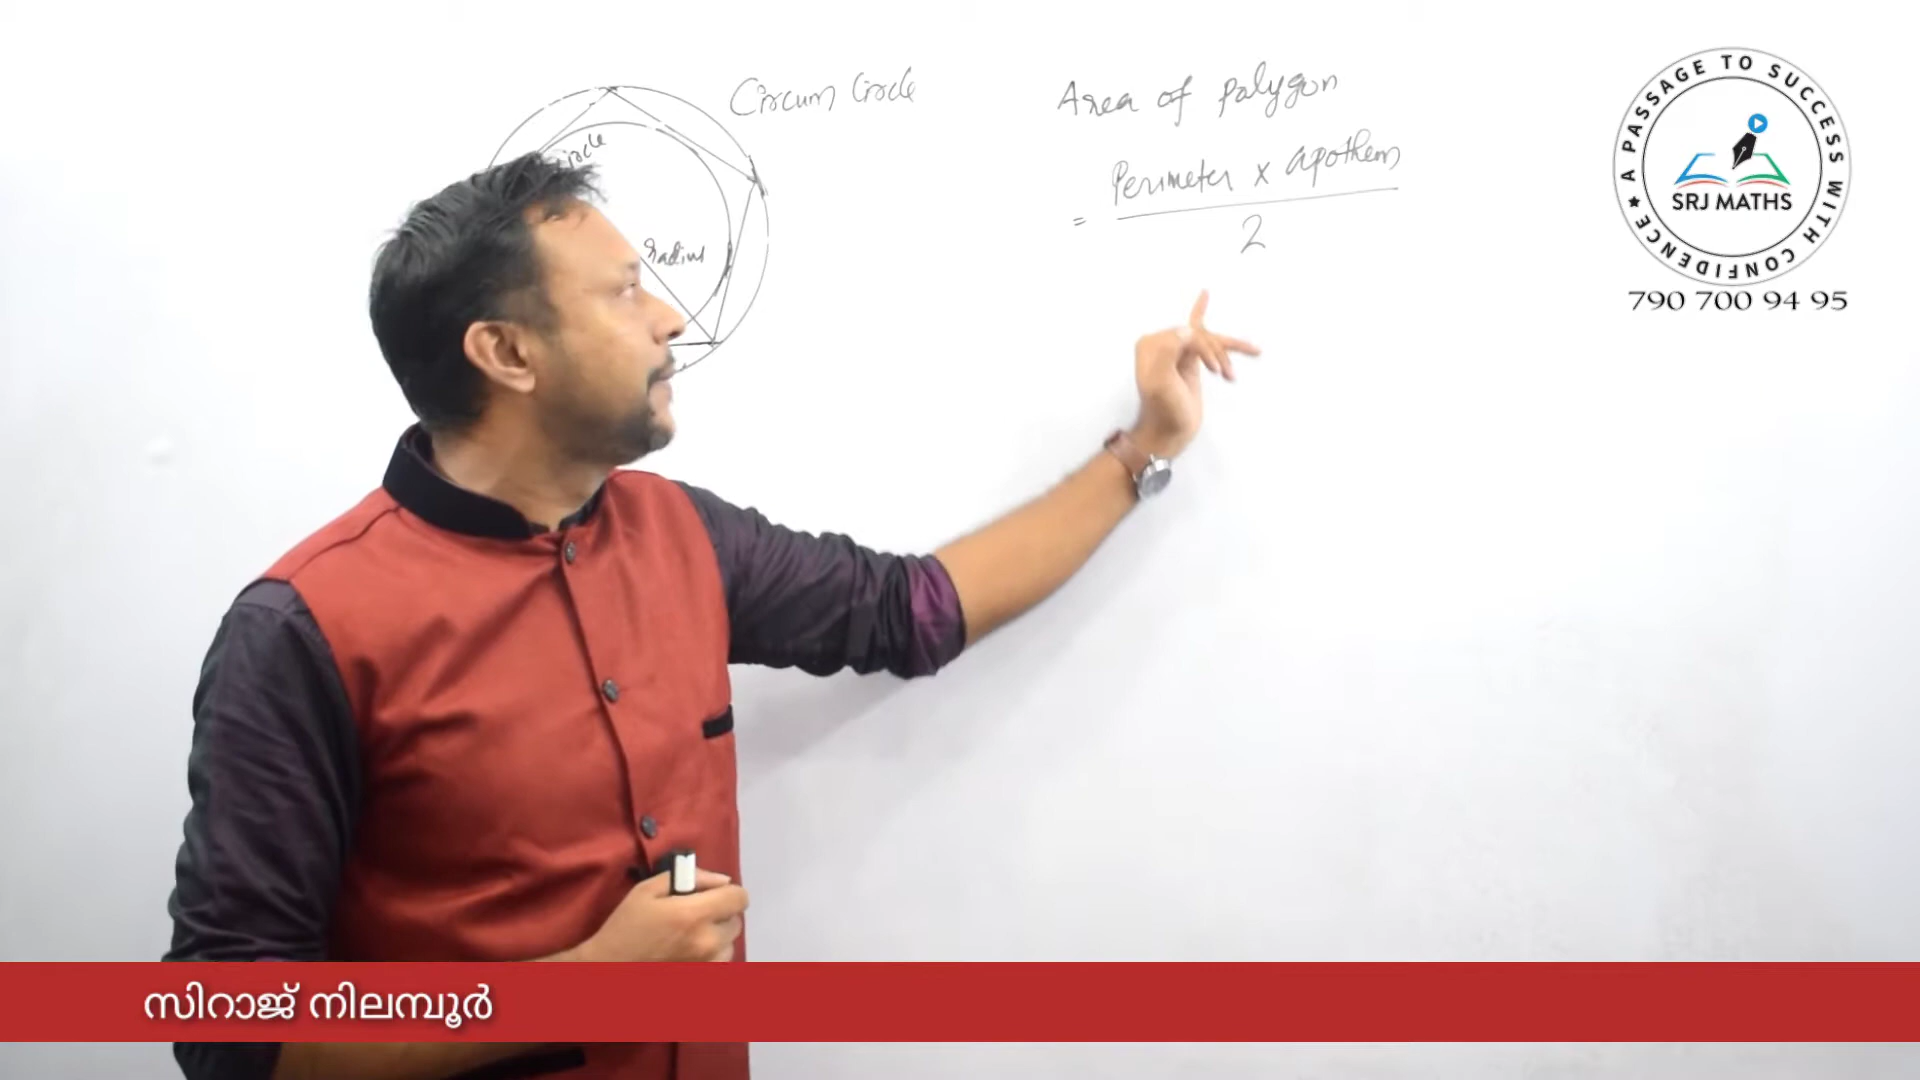 Circum Circle
ircle
Radius
Area of polygon
= Perimeter x apothem
2
A PASSAGE TO SUCCESS WITH CONFIDENCE
SRJ MATHS
790 700 94 95
സിറാജ് നിലമ്പൂർ